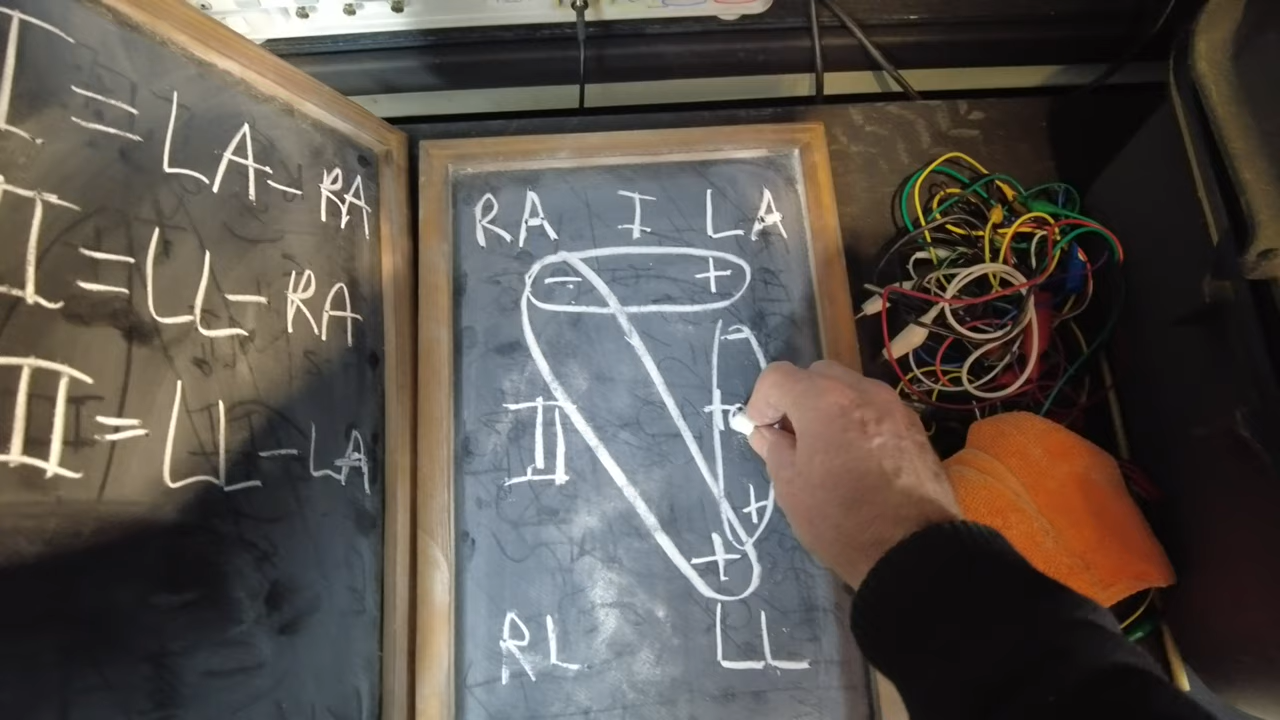 I = LA - RA
II = LL - RA
III = LL - LA
RA I LA
- +
-
II
+
+
RL LL